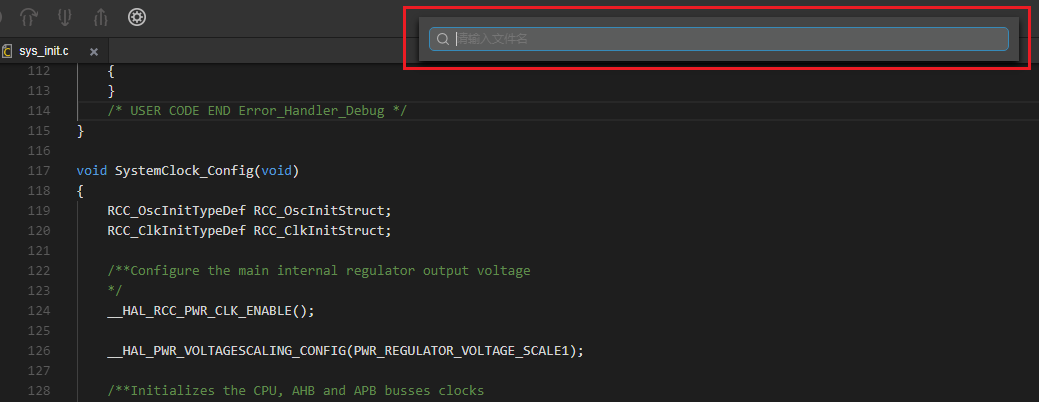 请输入文件名
sys_init.c
112 {
113 }
114 /* USER CODE END Error_Handler_Debug */
115 }
116
117 void SystemClock_Config(void)
118 {
119 RCC_OscInitTypeDef RCC_OscInitStruct;
120 RCC_ClkInitTypeDef RCC_ClkInitStruct;
121
122 /**Configure the main internal regulator output voltage
123 */
124 __HAL_RCC_PWR_CLK_ENABLE();
125
126 __HAL_PWR_VOLTAGESCALING_CONFIG(PWR_REGULATOR_VOLTAGE_SCALE1);
127
128 /**Initializes the CPU, AHB and APB busses clocks